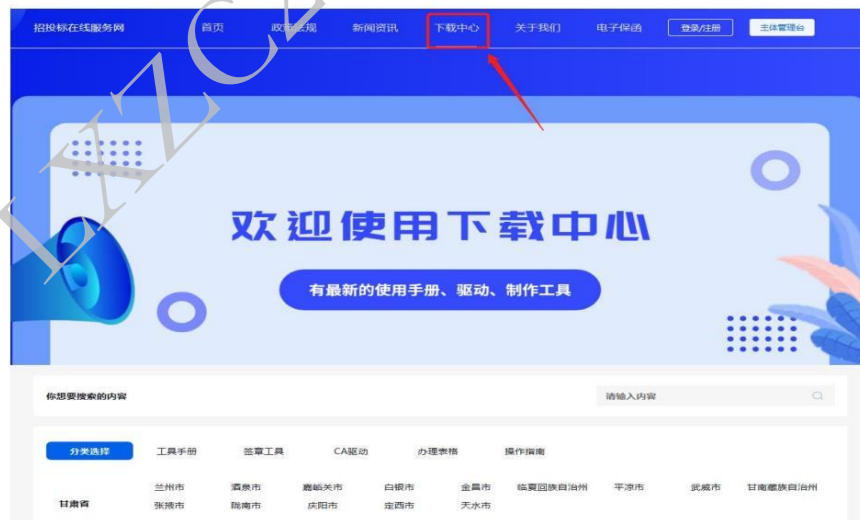 招投标在线服务网 首页 政策法规 新闻资讯 下载中心 关于我们 电子保函 登录/注册 主体管理台
欢迎使用下载中心
有最新的使用手册、驱动、制作工具
你想要搜索的内容 请输入内容
分类选择 工具手册 签章工具 CA驱动 办理表格 操作指南
兰州市 酒泉市 嘉峪关市 白银市 金昌市 临夏回族自治州 平凉市 武威市 甘南藏族自治州
甘肃省
张掖市 陇南市 庆阳市 定西市 天水市